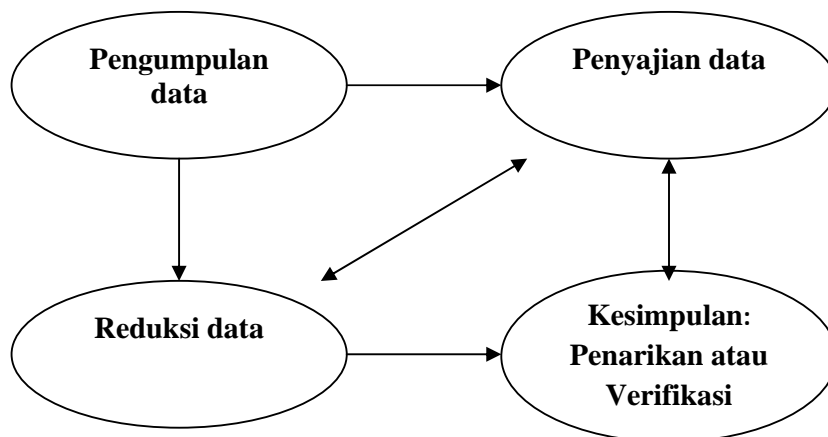 Pengumpulan
data
Penyajian data
Reduksi data
Kesimpulan:
Penarikan atau
Verifikasi